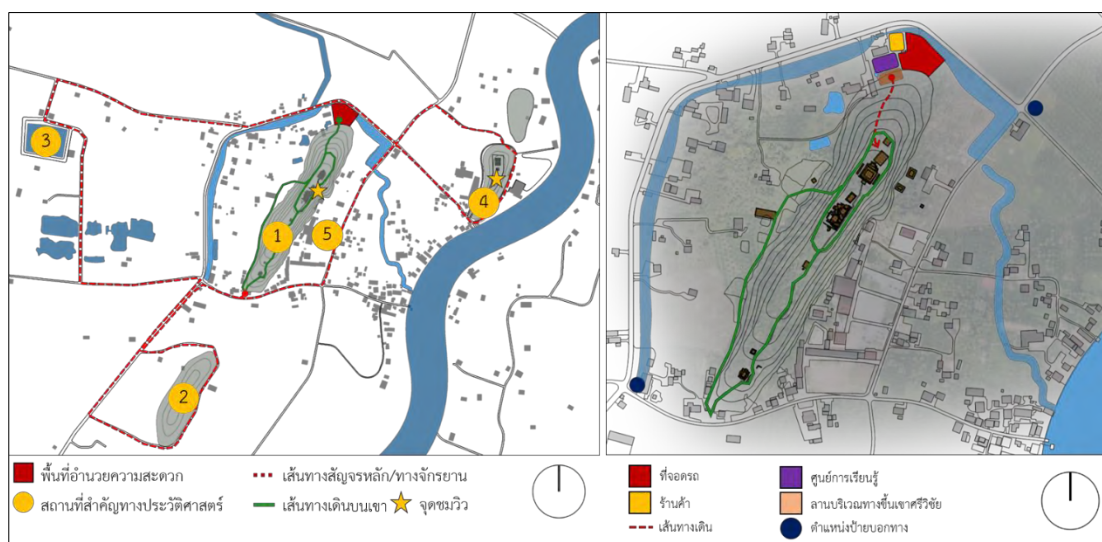 3
1
5
4
2
พื้นที่อำนวยความสะดวก
เส้นทางสัญจรหลัก/ทางจักรยาน
สถานที่สำคัญทางประวัติศาสตร์
เส้นทางเดินบนเขา
จุดชมวิว
ที่จอดรถ
ศูนย์การเรียนรู้
ร้านค้า
ลานบริเวณทางขึ้นเขาศรีวิชัย
เส้นทางเดิน
ตำแหน่งป้ายบอกทาง